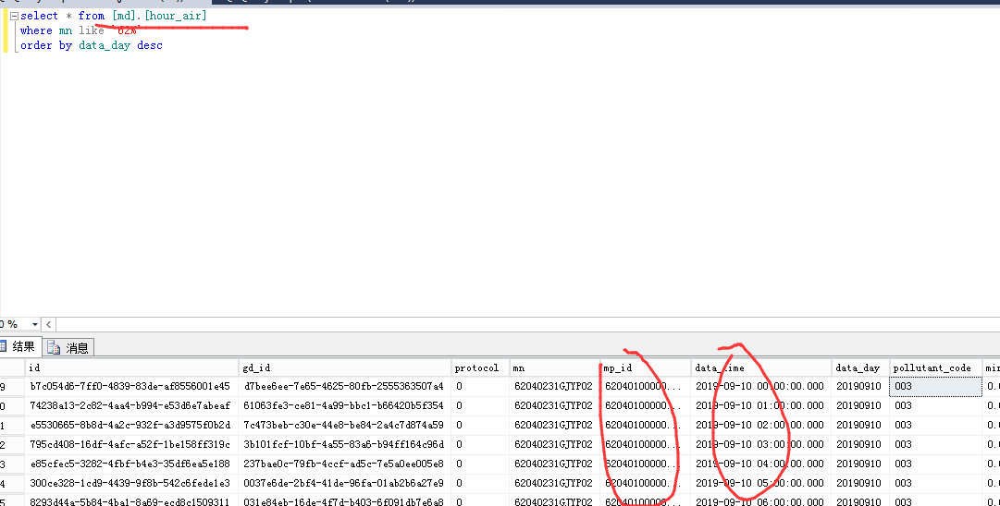 select * from [md].[hour_air]
where mn like '62%'
order by data_day desc
0 %
结果 消息
id gd_id protocol mn mp_id data_time data_day pollutant_code
9 b7c054d6-7ff0-4839-83de-af8556001e45 d7bee6ee-7e65-4625-80fb-2555363507a4 0 62040231GJYP02 62040100000... 2019-09-10 00:00:00.000 20190910 003 0.
0 74238a13-2c82-4aa4-b994-e53d6e7abeaf 61063fe3-ce81-4a99-bbc1-b66420b5f354 0 62040231GJYP02 62040100000... 2019-09-10 01:00:00.000 20190910 003 0.
1 e5530665-8b8d-4a2c-932f-a3d9575f0b2d 7c473beb-c30e-44e8-be84-2a4c7d874a59 0 62040231GJYP02 62040100000... 2019-09-10 02:00:00.000 20190910 003 0.
2 795cd408-16df-4afc-a52f-1be158ff319c 3b101fcf-10bf-4a55-83a6-b94ff164c96d 0 62040231GJYP02 62040100000... 2019-09-10 03:00:00.000 20190910 003 0.
3 e85cfec5-3282-4fbf-b4e3-35df6ea5e188 237bae0c-79fb-4ccf-ad5c-7e5a0ee005e8 0 62040231GJYP02 62040100000... 2019-09-10 04:00:00.000 20190910 003 0.
4 300ce328-1cd9-4439-9f8b-542c6fede1e3 0037e6de-2bf4-41de-96fa-01ab2b6a27e9 0 62040231GJYP02 62040100000... 2019-09-10 05:00:00.000 20190910 003 0.
5 8293d44a-5b84-4ba1-8a69-ecd8c1509311 031e84eb-16de-4f7d-b403-6f091db7e6a8 0 62040231GJYP02 62040100000... 2019-09-10 06:00:00.000 20190910 003 0.